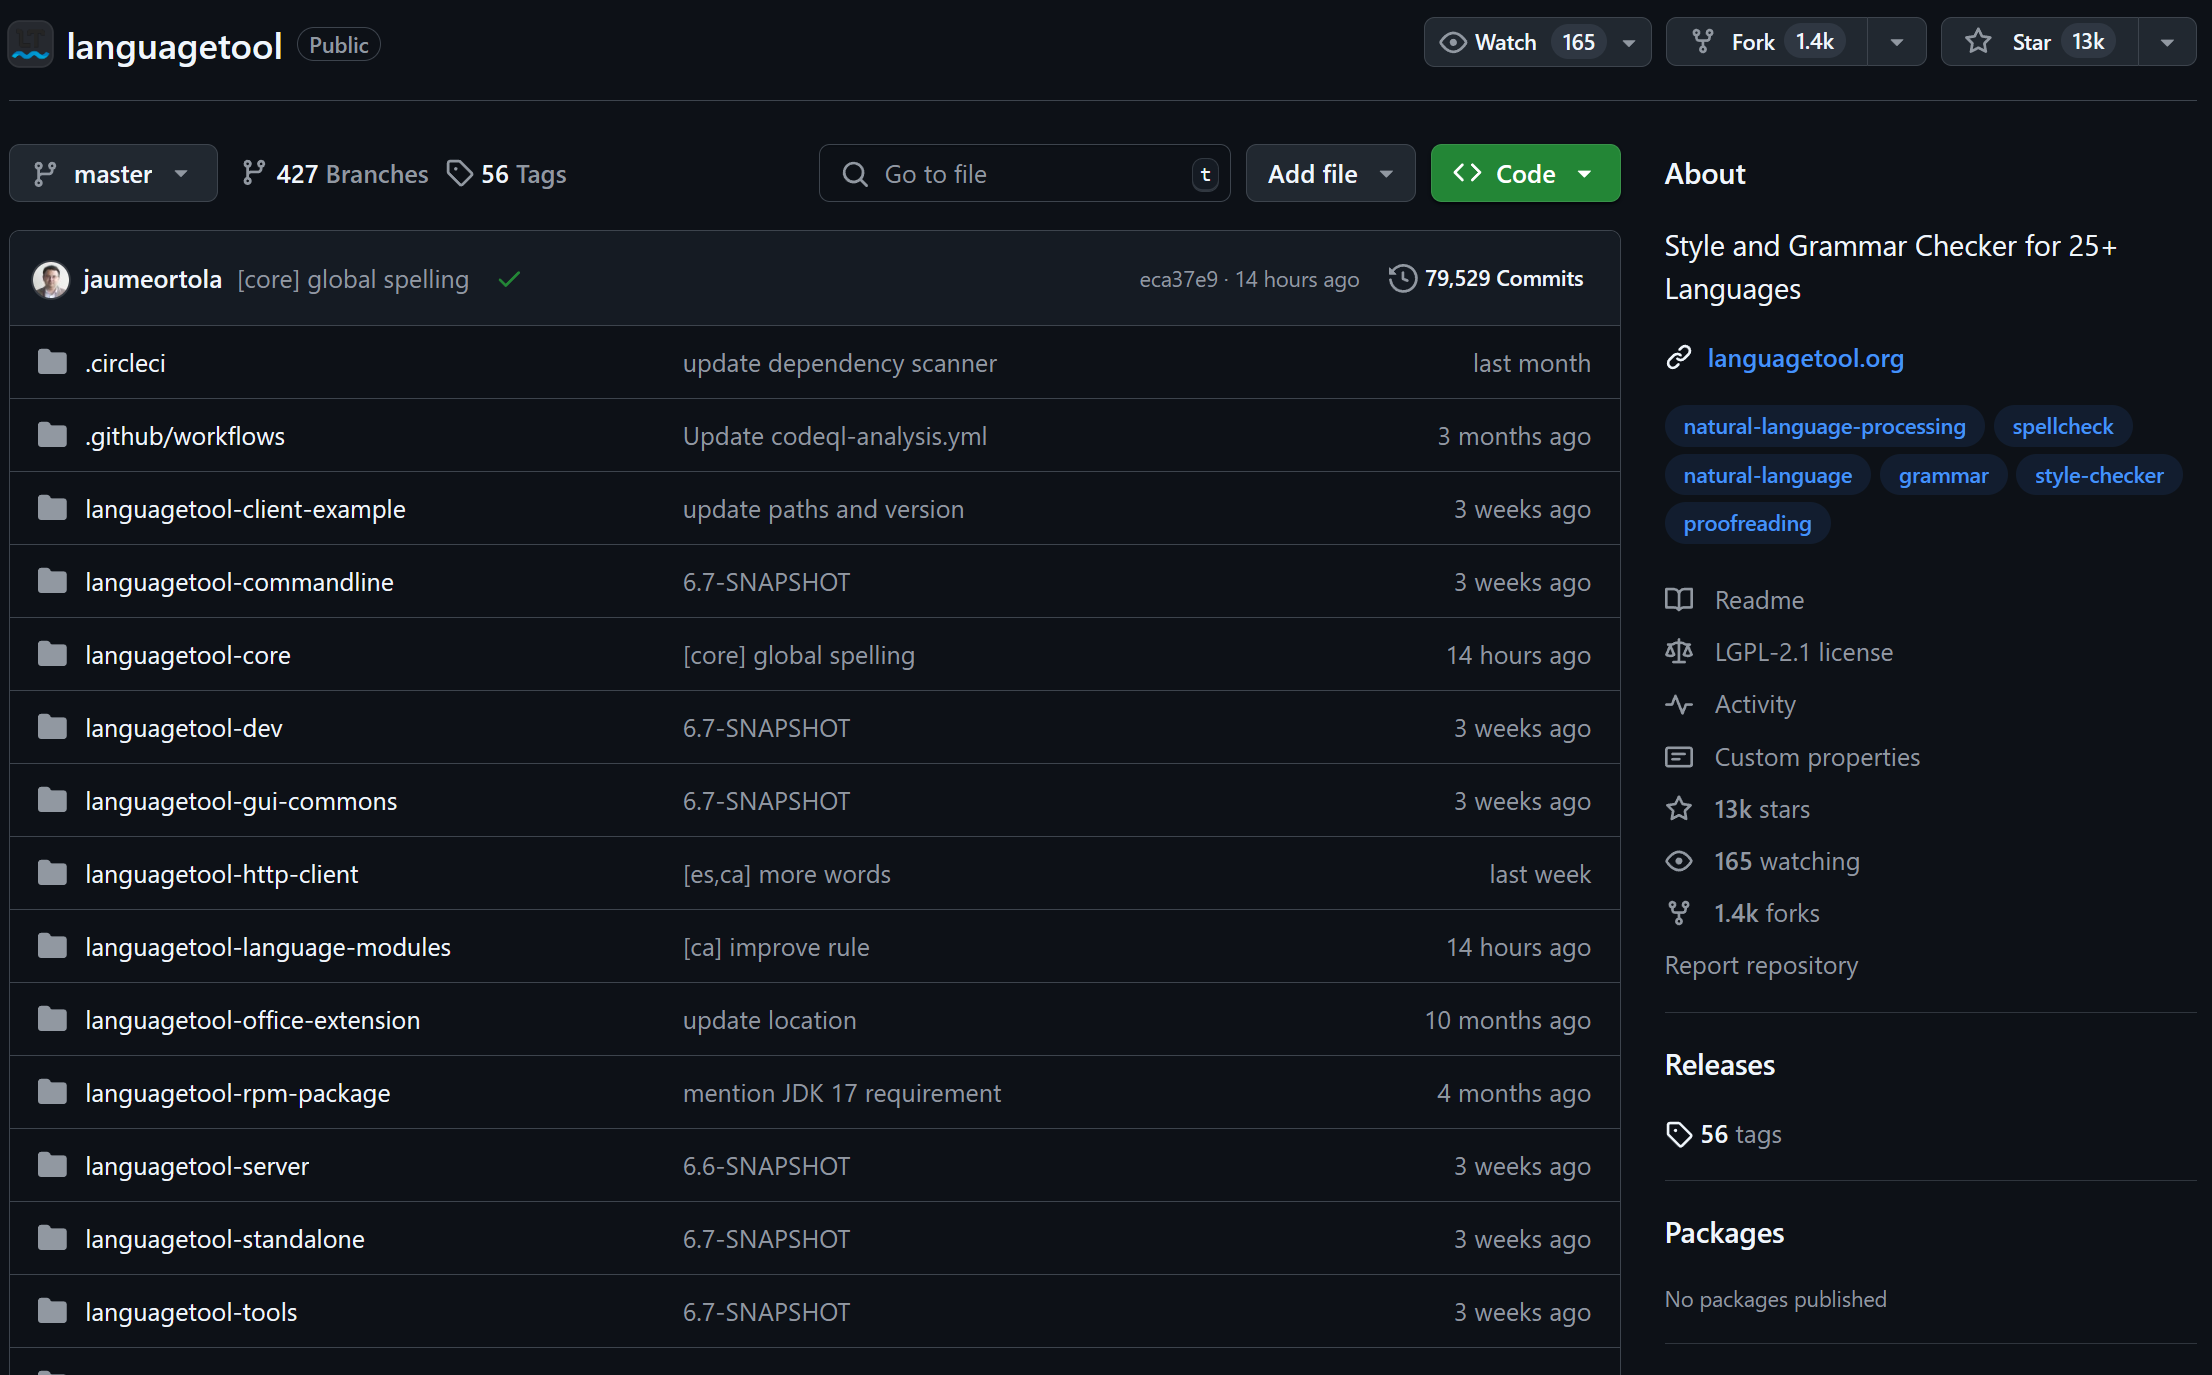 languagetool Public Watch 165 Fork 1.4k Star 13k
master 427 Branches 56 Tags Go to file t Add file Code
jaumeortola [core] global spelling eca37e9 · 14 hours ago 79,529 Commits
.circleci update dependency scanner last month
.github/workflows Update codeql-analysis.yml 3 months ago
languagetool-client-example update paths and version 3 weeks ago
languagetool-commandline 6.7-SNAPSHOT 3 weeks ago
languagetool-core [core] global spelling 14 hours ago
languagetool-dev 6.7-SNAPSHOT 3 weeks ago
languagetool-gui-commons 6.7-SNAPSHOT 3 weeks ago
languagetool-http-client [es,ca] more words last week
languagetool-language-modules [ca] improve rule 14 hours ago
languagetool-office-extension update location 10 months ago
languagetool-rpm-package mention JDK 17 requirement 4 months ago
languagetool-server 6.6-SNAPSHOT 3 weeks ago
languagetool-standalone 6.7-SNAPSHOT 3 weeks ago
languagetool-tools 6.7-SNAPSHOT 3 weeks ago
About
Style and Grammar Checker for 25+
Languages
languagetool.org
natural-language-processing spellcheck
natural-language grammar style-checker
proofreading
Readme
LGPL-2.1 license
Activity
Custom properties
13k stars
165 watching
1.4k forks
Report repository
Releases
56 tags
Packages
No packages published